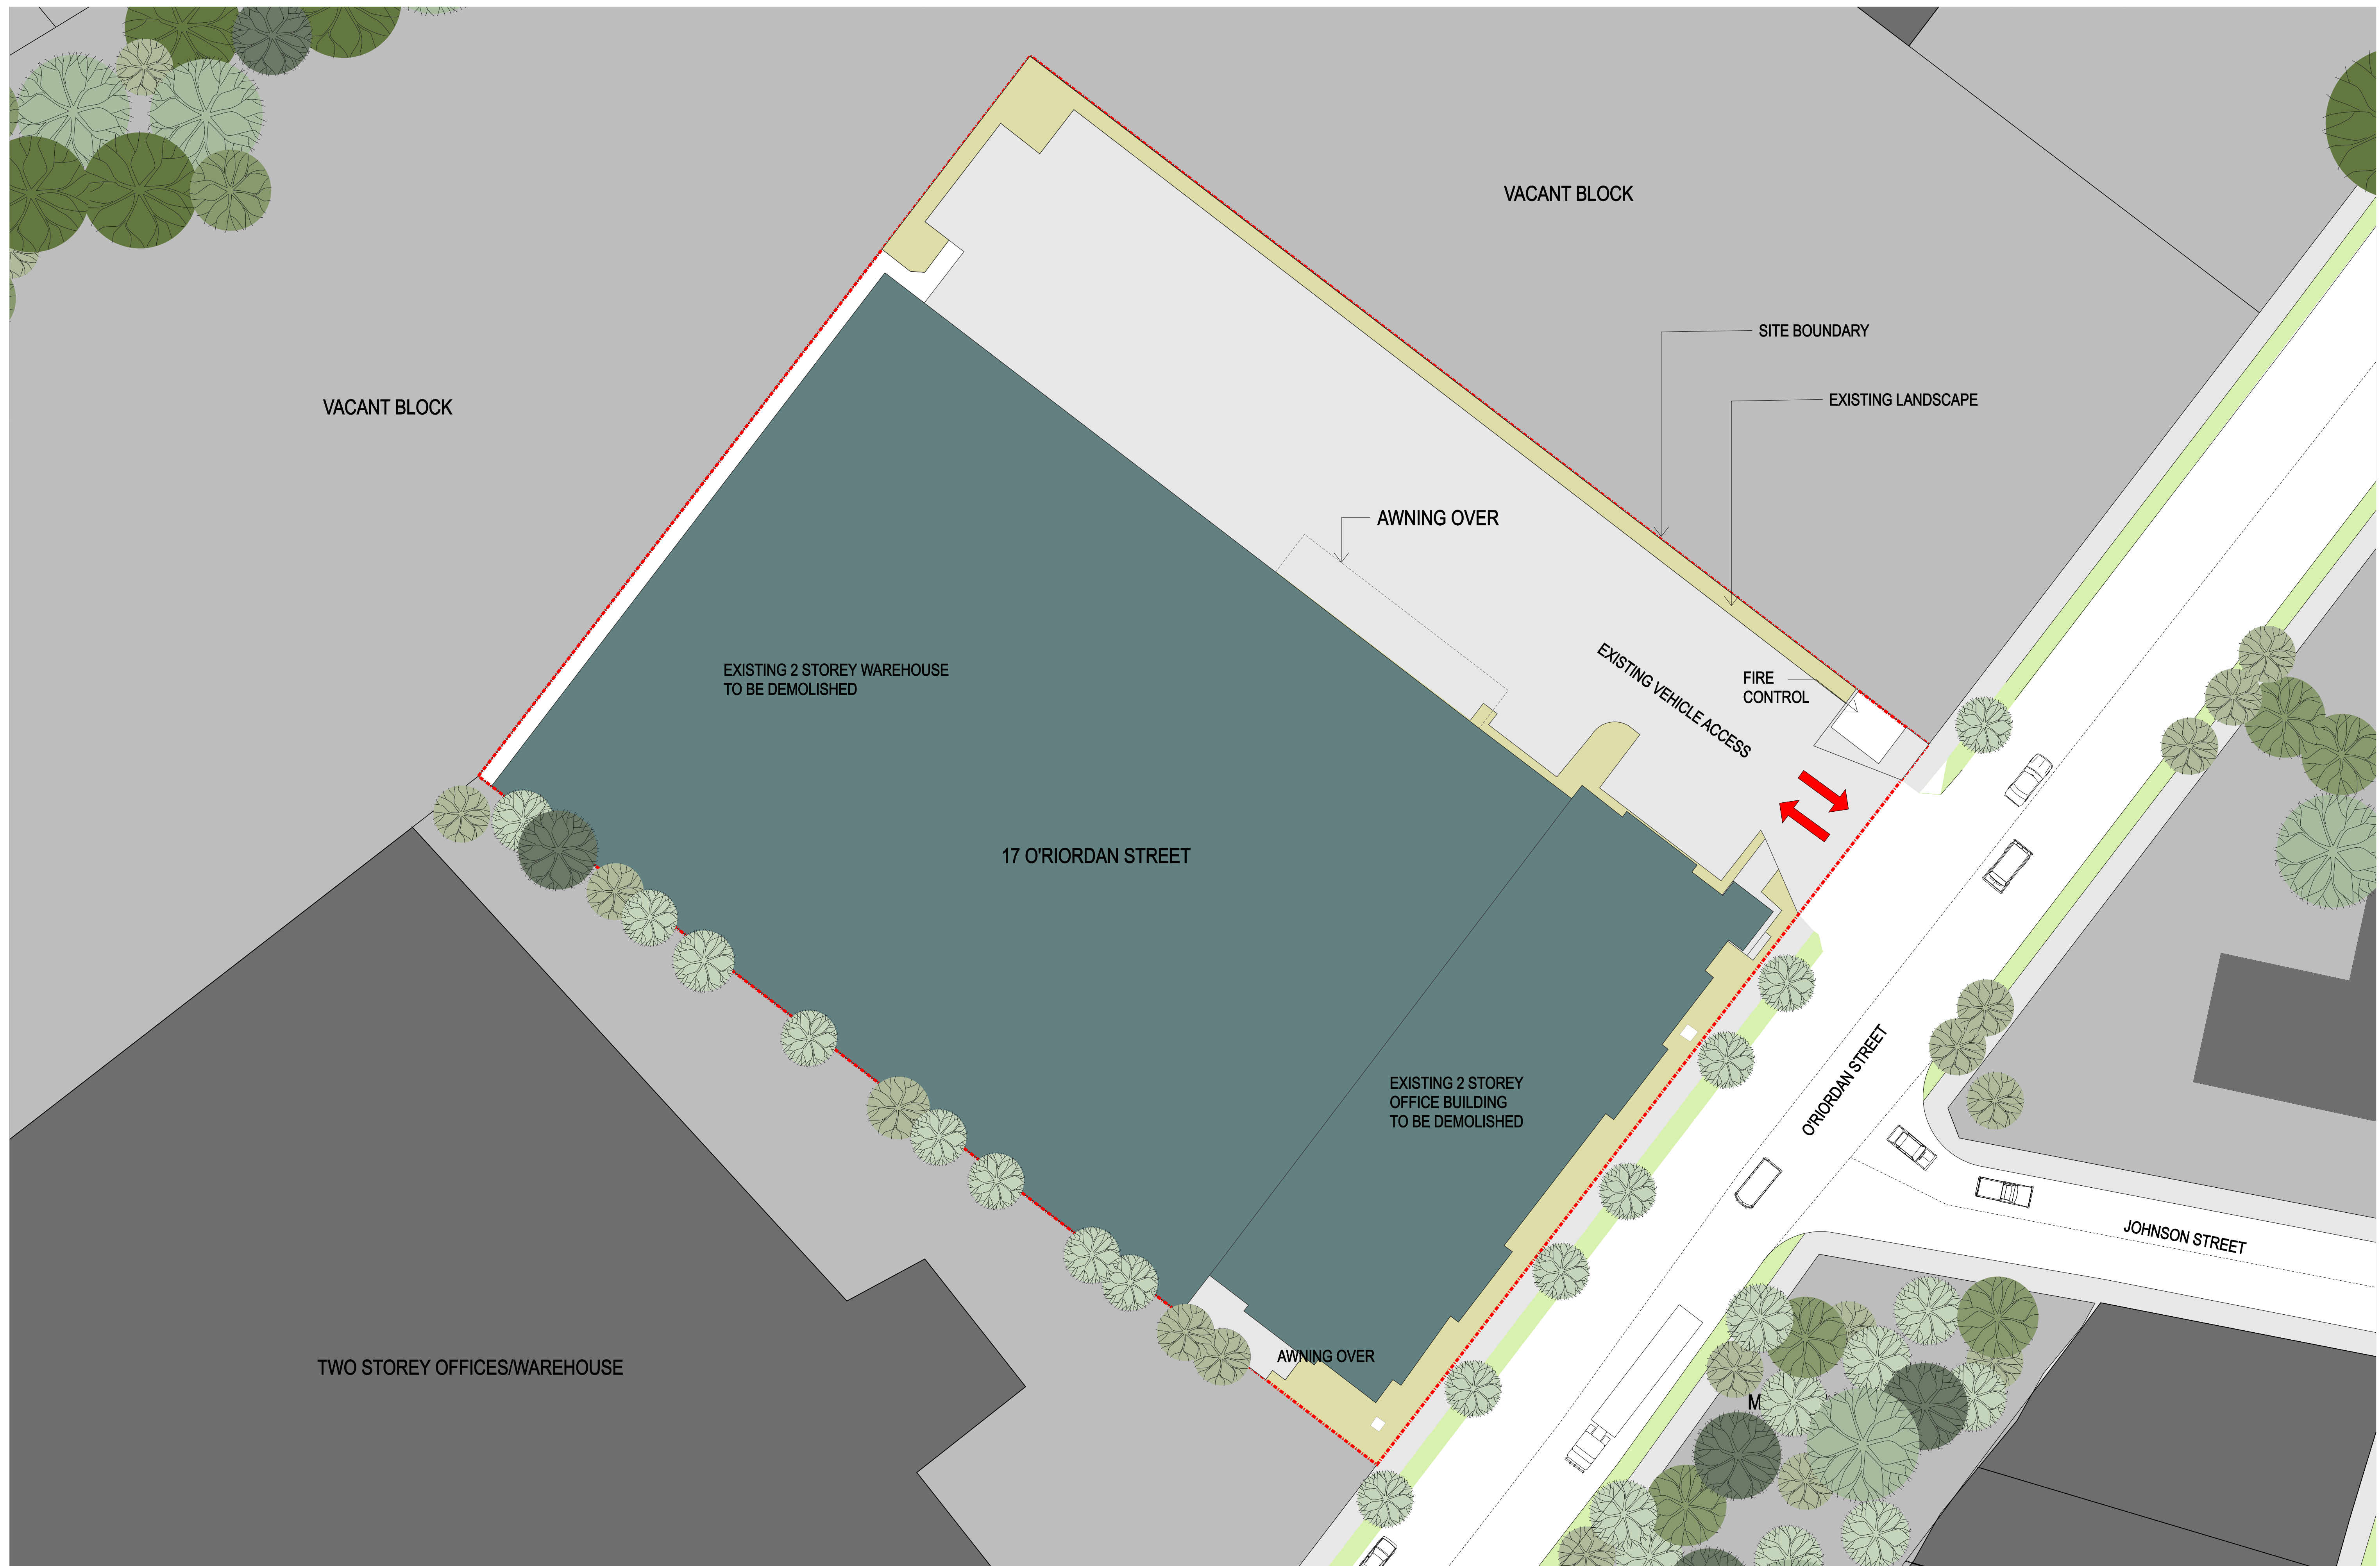 VACANT BLOCK
SITE BOUNDARY
EXISTING LANDSCAPE
VACANT BLOCK
AWNING OVER
EXISTING VEHICLE ACCESS
FIRE
CONTROL
EXISTING 2 STOREY WAREHOUSE
TO BE DEMOLISHED
17 O'RIORDAN STREET
EXISTING 2 STOREY
OFFICE BUILDING
TO BE DEMOLISHED
O'RIORDAN STREET
JOHNSON STREET
AWNING OVER
TWO STOREY OFFICES/WAREHOUSE